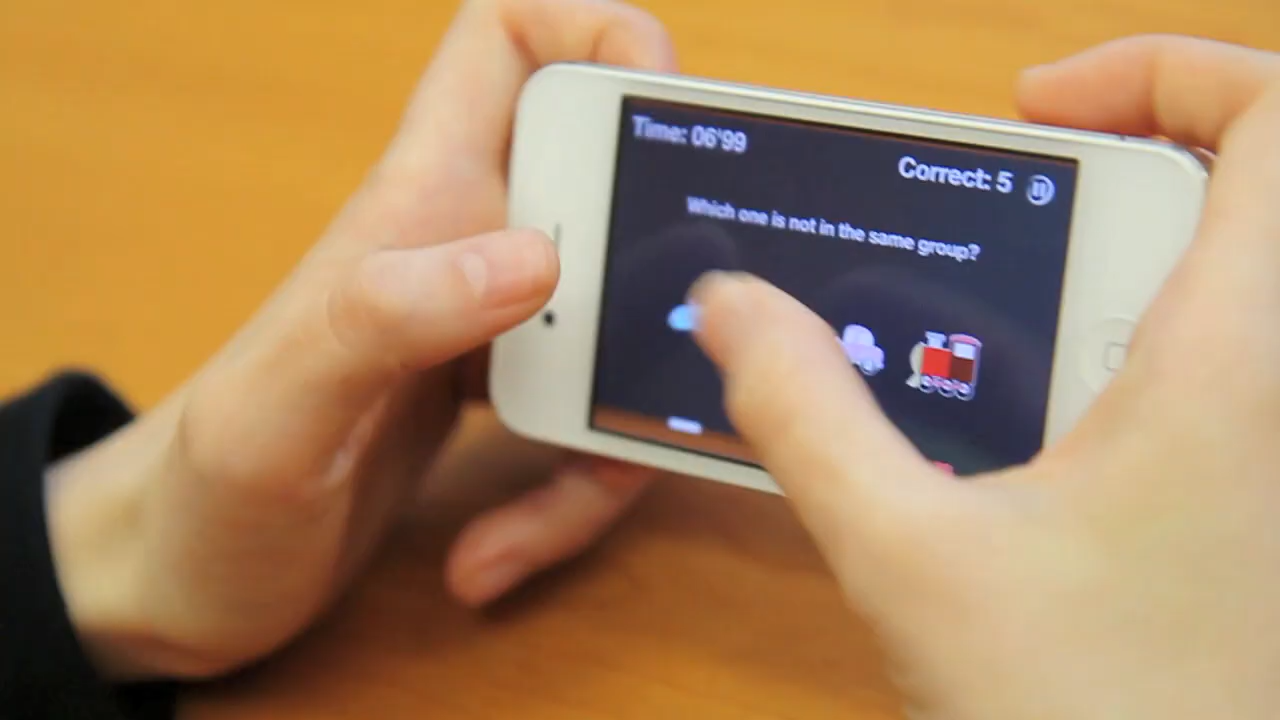 Time: 06'99
Correct: 5
Which one is not in the same group?